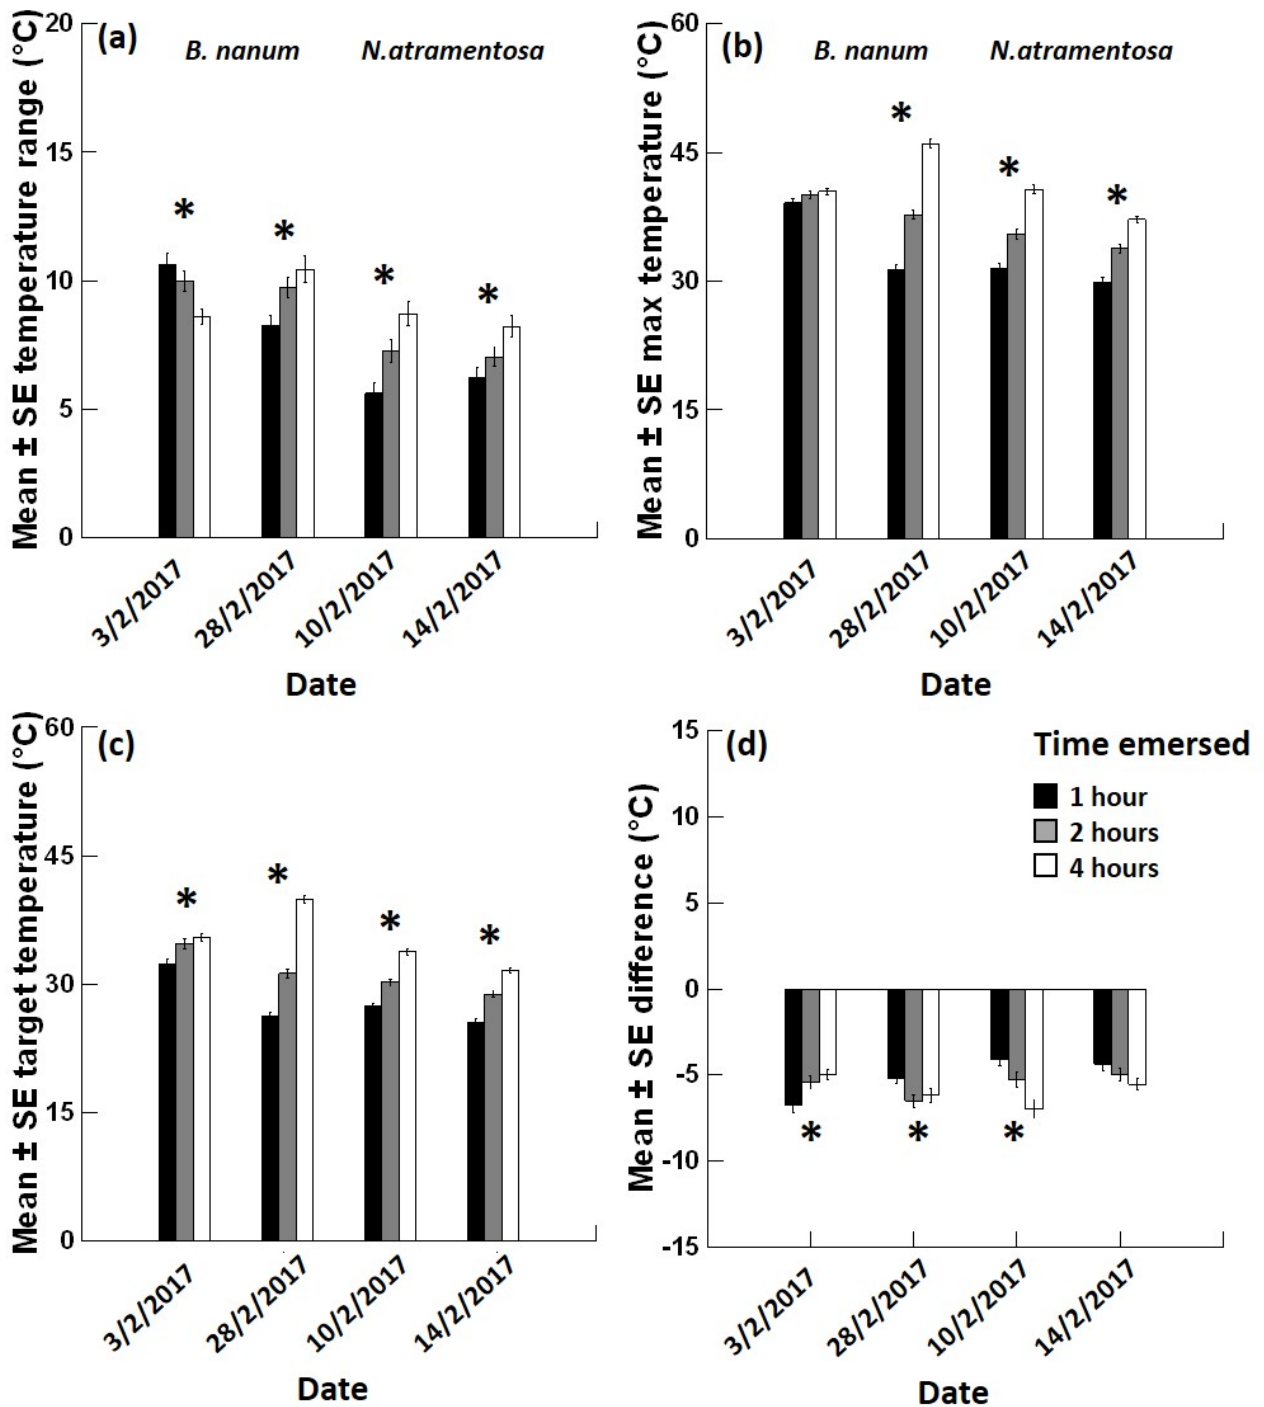 Mean ± SE temperature range (°C)
20
15
10
5
0
(a)
B. nanum
N.atramentosa
*
*
*
*
3/2/2017
28/2/2017
10/2/2017
14/2/2017
Date
Mean ± SE max temperature (°C)
60
45
30
15
0
(b)
B. nanum
N.atramentosa
*
*
*
3/2/2017
28/2/2017
10/2/2017
14/2/2017
Date
Mean ± SE target temperature (°C)
60
45
30
15
0
(c)
*
*
*
*
3/2/2017
28/2/2017
10/2/2017
14/2/2017
Date
Mean ± SE difference (°C)
15
10
5
0
-5
-10
-15
(d)
Time emersed
1 hour
2 hours
4 hours
*
*
*
3/2/2017
28/2/2017
10/2/2017
14/2/2017
Date